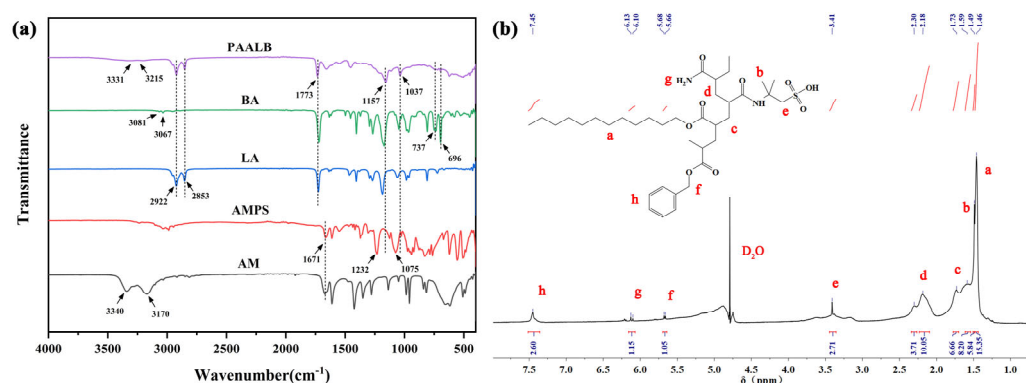 (a)
PAALB
3331
3215
1773
1157
1037
BA
3081
3067
737
696
LA
2922
2853
AMPS
1671
1232
1075
AM
3340
3170
Transmittance
4000 3500 3000 2500 2000 1500 1000 500
Wavenumber(cm-1)
(b)
7.45
6.13
6.10
5.68
5.66
3.41
2.30
2.18
1.73
1.59
1.49
1.46
H2N
O
g
d
O
NH
b
O
S
OH
O
e
O
O
a
c
O
O
f
h
D2O
h
g
f
e
d
c
b
a
2.60
1.15
1.05
2.71
3.71
10.05
6.66
8.20
5.84
15.35
7.5 7.0 6.5 6.0 5.5 5.0 4.5 4.0 3.5 3.0 2.5 2.0 1.5 1.0
δ (ppm)